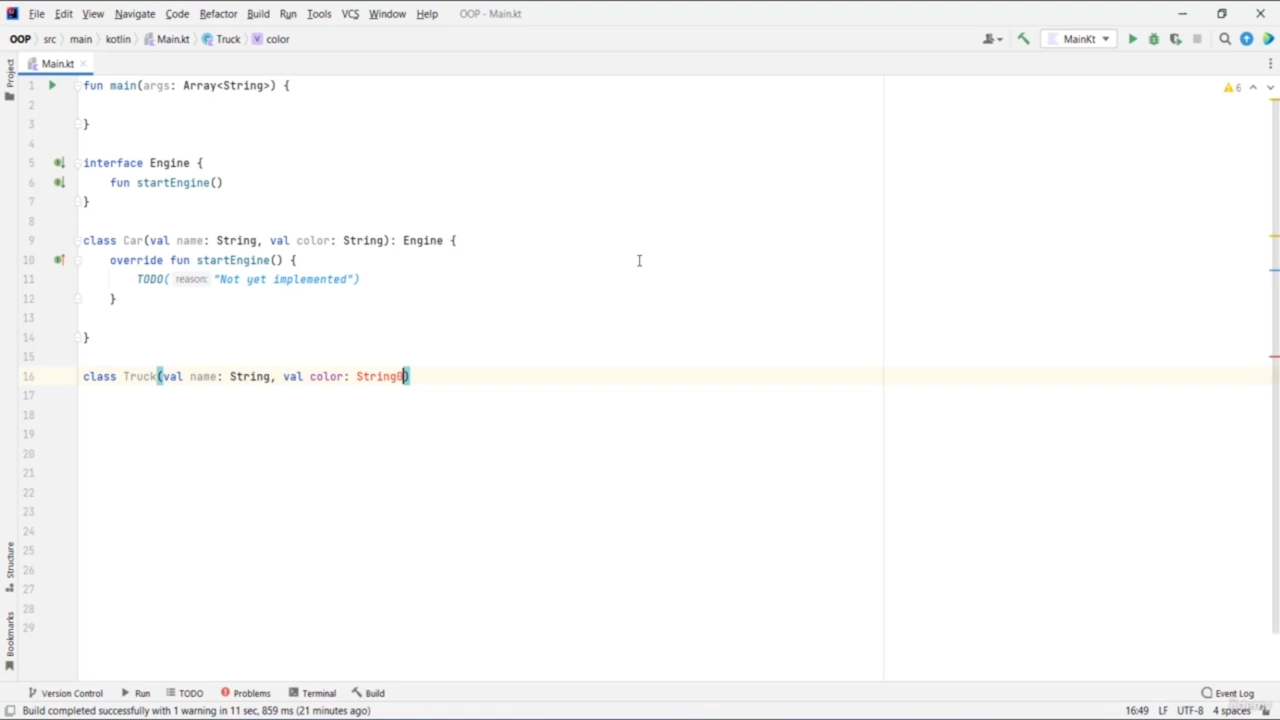 File Edit View Navigate Code Refactor Build Run Tools VCS Window Help OOP - Main.kt
OOP src main kotlin Main.kt Truck color MainKt
Main.kt
Project
6
1 fun main(args: Array<String>) {
2
3 }
4
5 interface Engine {
6 fun startEngine()
7 }
8
9 class Car(val name: String, val color: String): Engine {
10 override fun startEngine() {
11 TODO( reason: "Not yet implemented")
12 }
13
14 }
15
16 class Truck(val name: String, val color: String0)
17
18
19
20
21
22
23
24
25
26
27
28
29
Structure
Bookmarks
Version Control Run TODO Problems Terminal Build Event Log
Build completed successfully with 1 warning in 11 sec, 859 ms (21 minutes ago) 16:49 LF UTF-8 4 spaces